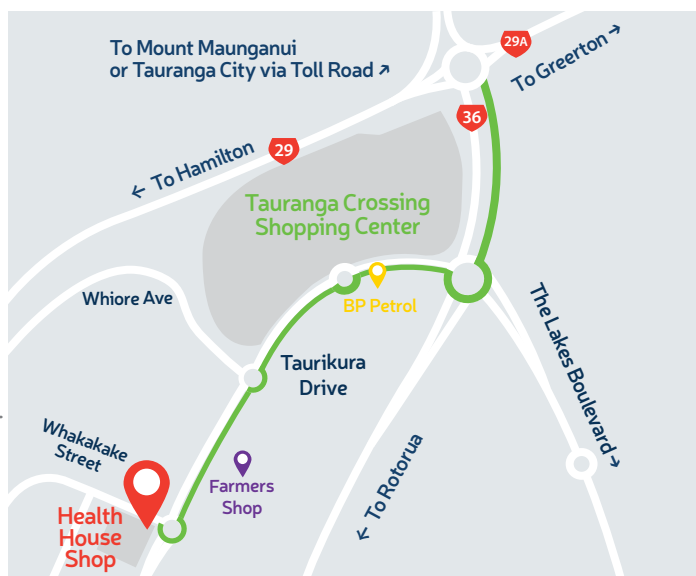 To Mount Maunganui
or Tauranga City via Toll Road ↗
29A
To Greerton →
36
29
← To Hamilton
Tauranga Crossing
Shopping Center
Whiore Ave
BP Petrol
The Lakes Boulevard →
Taurikura
Drive
Whakakake
Street
Farmers
Shop
← To Rotorua
Health
House
Shop